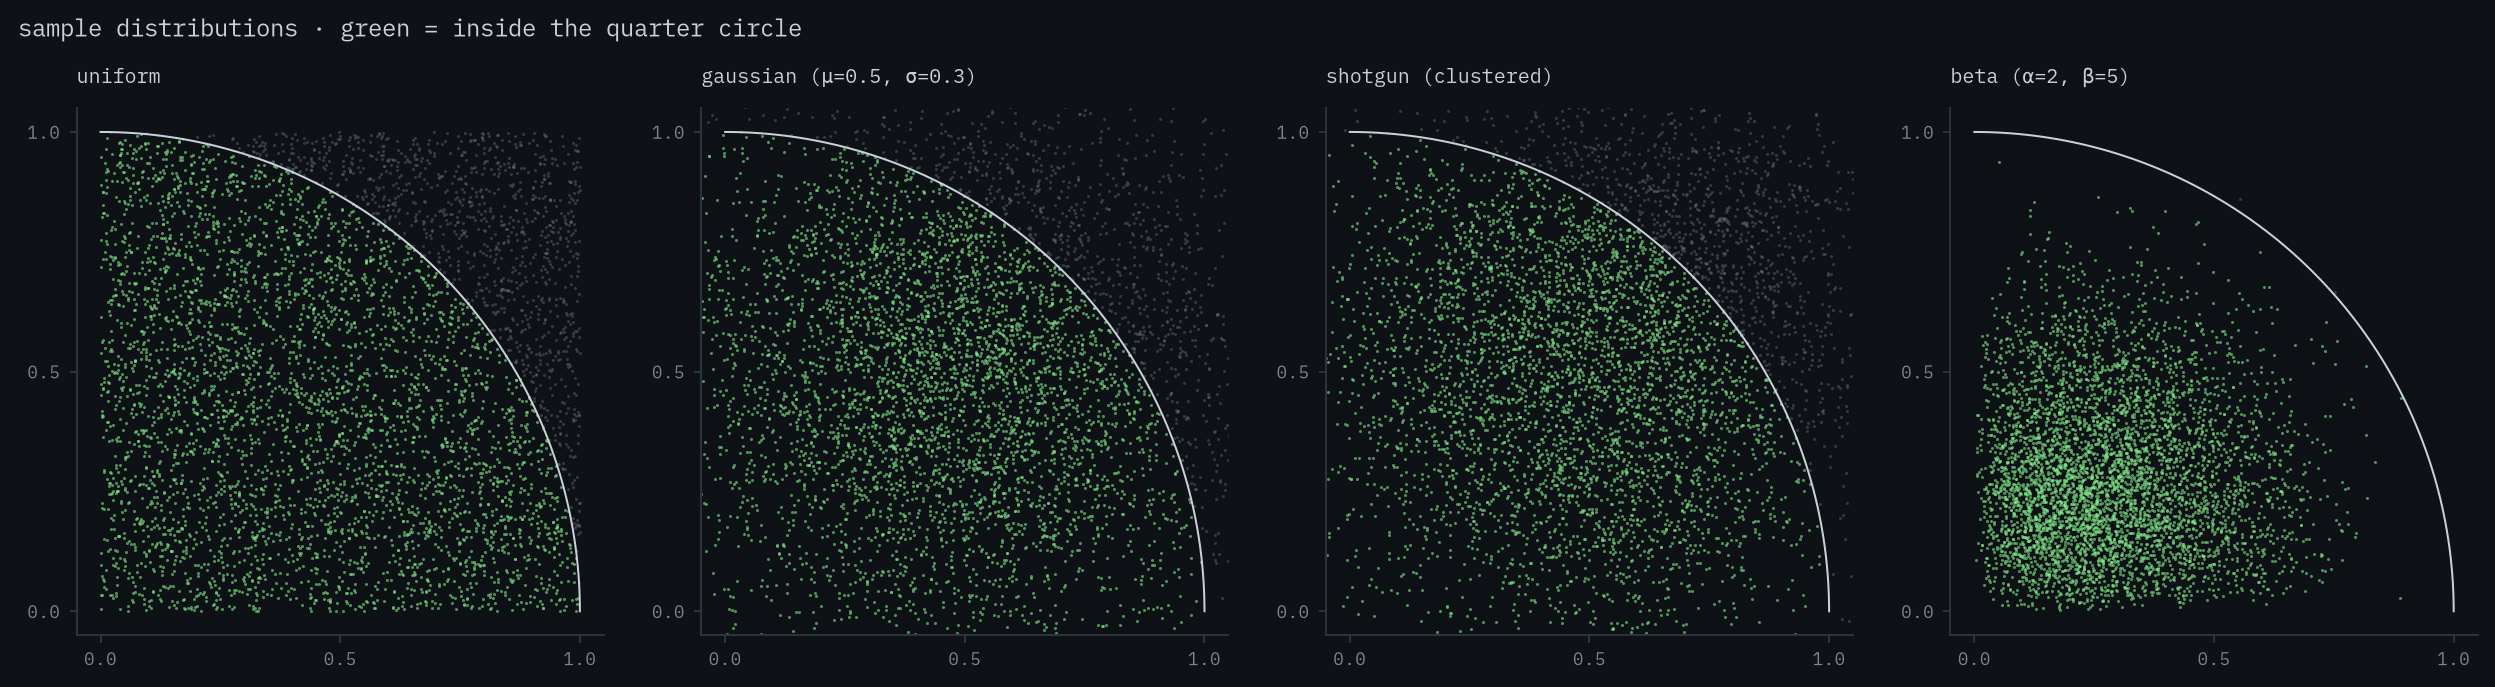 sample distributions · green = inside the quarter circle
uniform
gaussian (μ=0.5, σ=0.3)
shotgun (clustered)
beta (α=2, β=5)
1.0
0.5
0.0
0.0 0.5 1.0
1.0
0.5
0.0
0.0 0.5 1.0
1.0
0.5
0.0
0.0 0.5 1.0
1.0
0.5
0.0
0.0 0.5 1.0